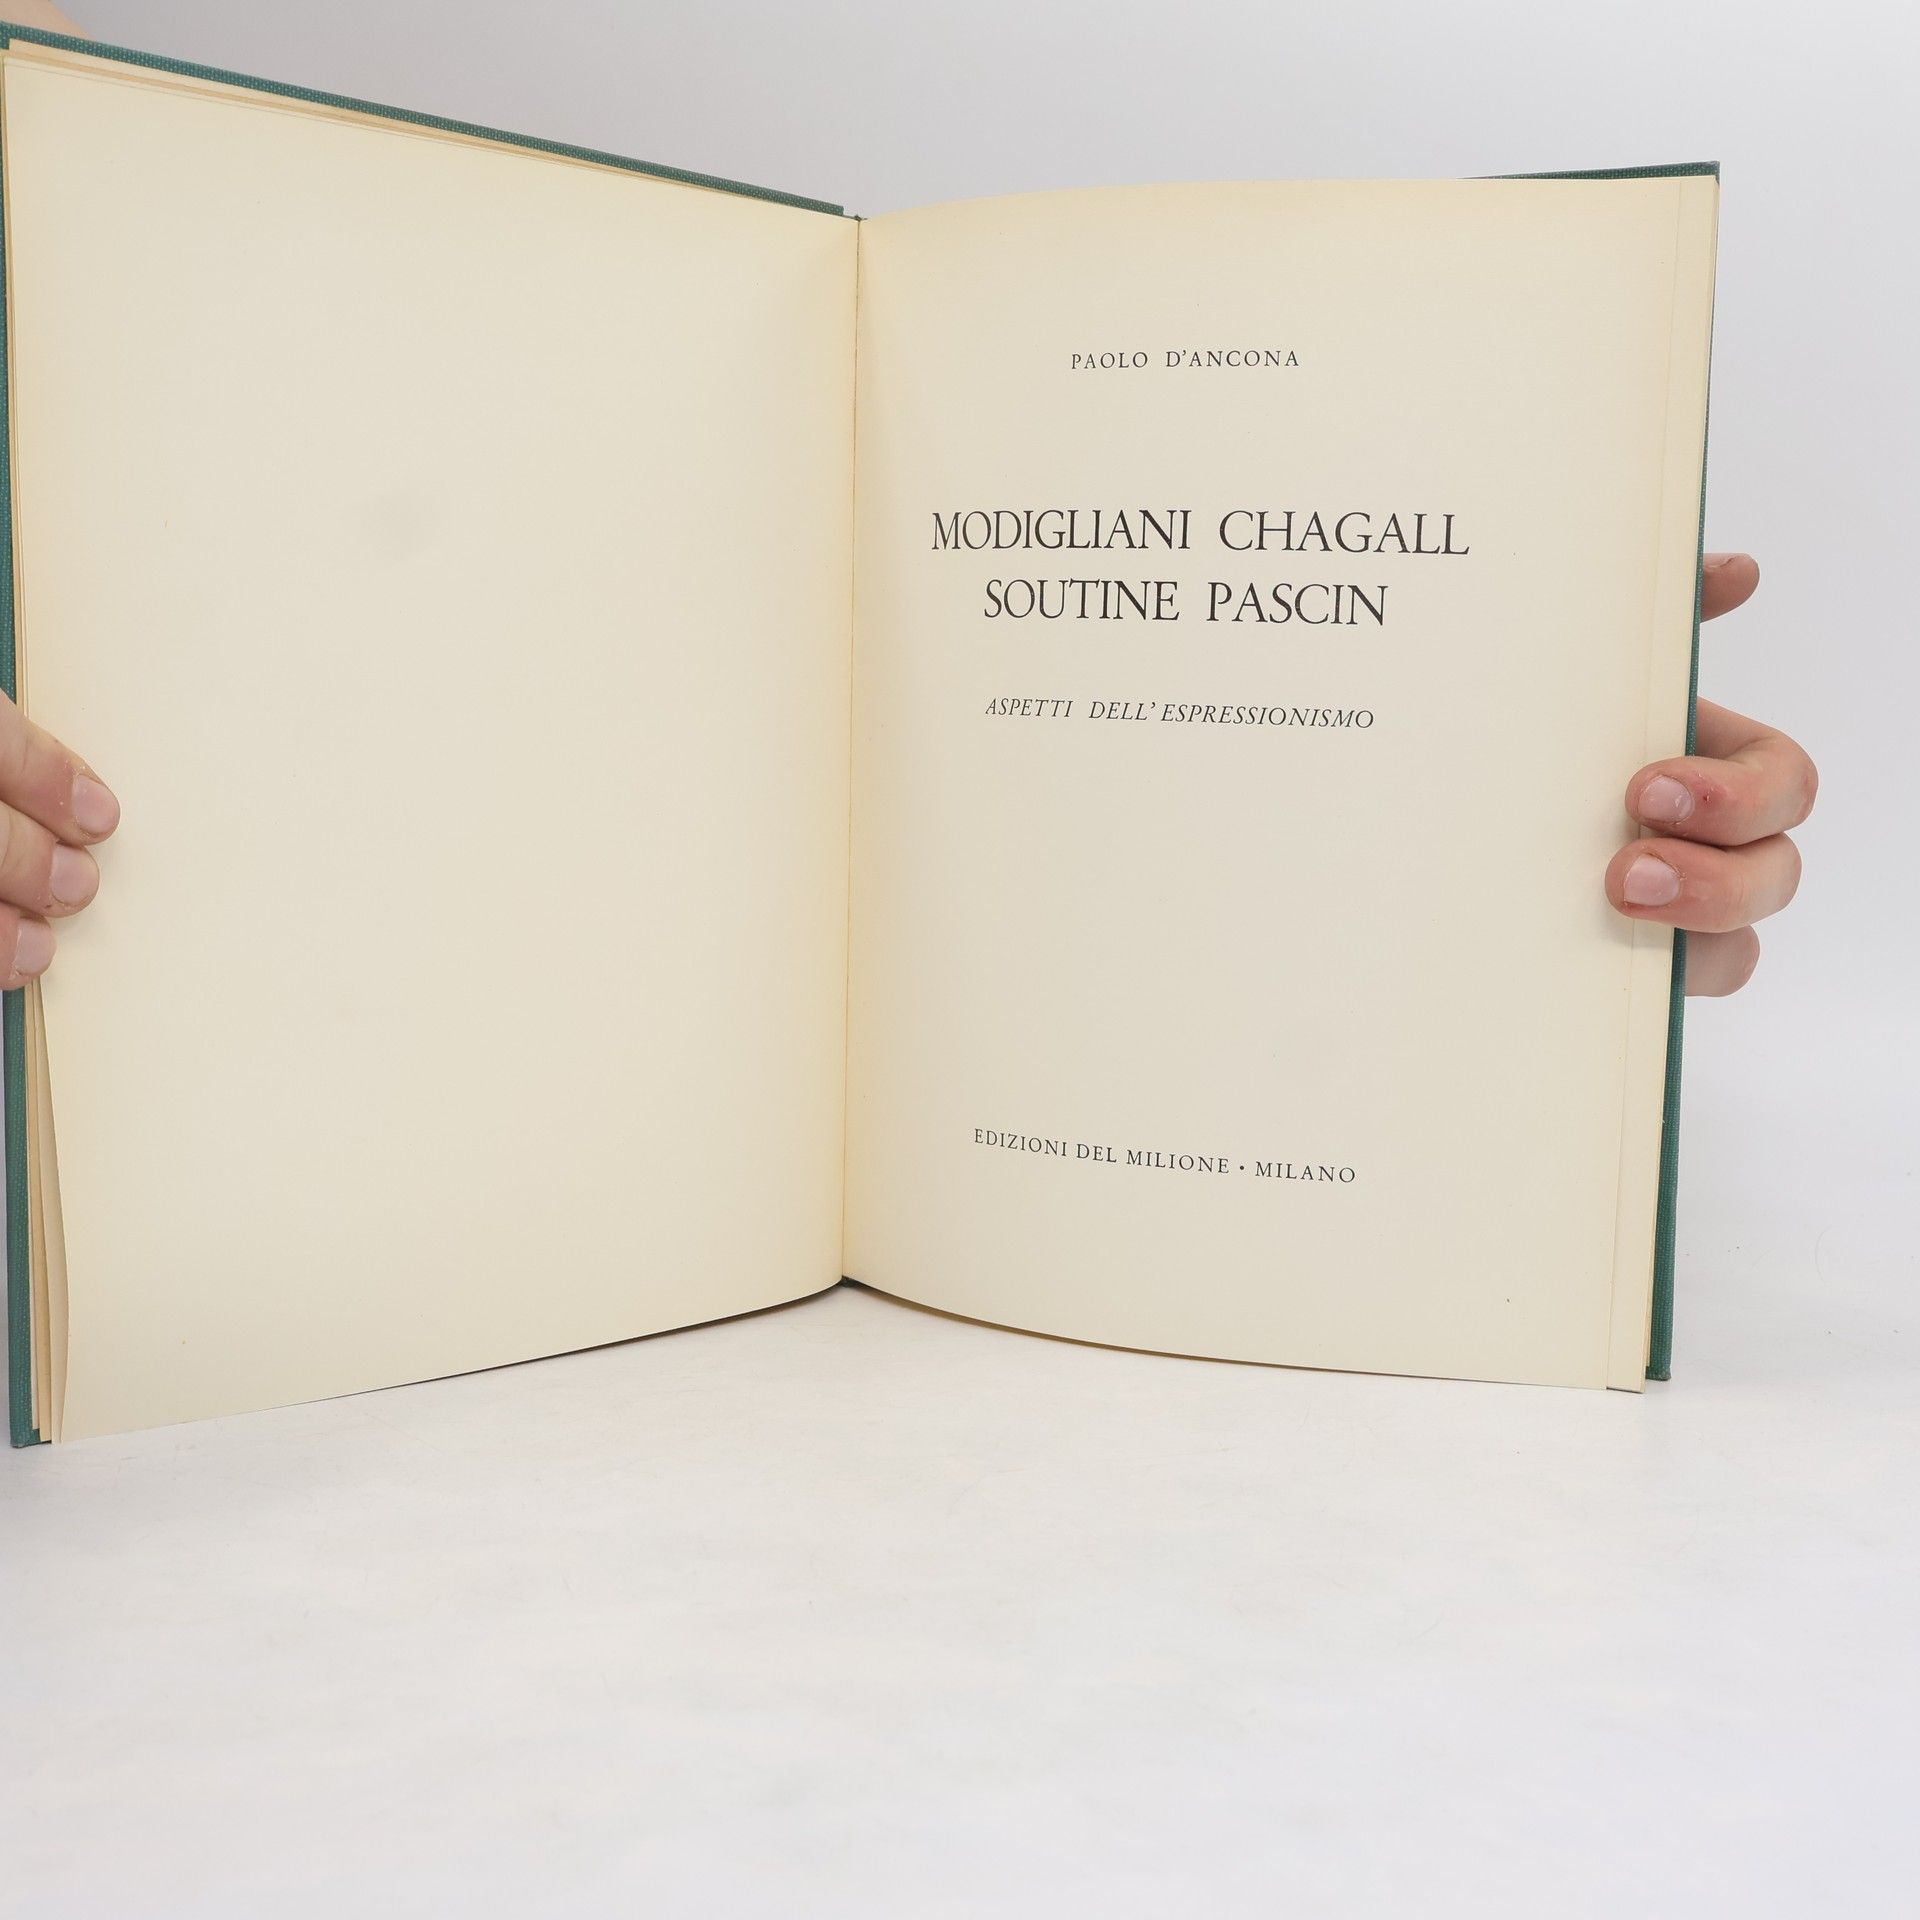 PAOLO D'ANCONA
MODIGLIANI CHAGALL
SOUTINE PASCIN
ASPETTI DELL'ESPRESSIONISMO
EDIZIONI DEL MILIONE • MILANO